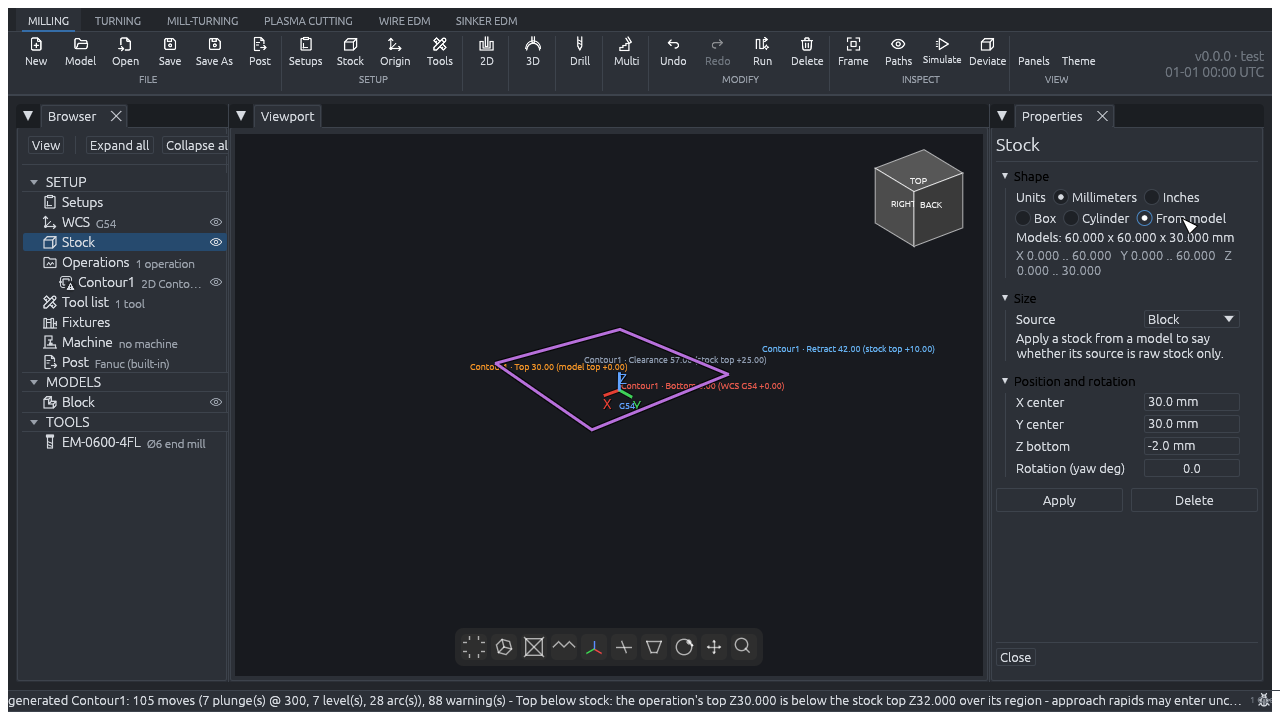 MILLING TURNING MILL-TURNING PLASMA CUTTING WIRE EDM SINKER EDM
New Model Open Save Save As Post Setups Stock Origin Tools 2D 3D Drill Multi Undo Redo Run Delete Frame Paths Simulate Deviate Panels Theme
FILE SETUP MODIFY INSPECT VIEW
v0.0.0 · test
01-01 00:00 UTC
Browser
View Expand all Collapse al
SETUP
Setups
WCS G54
Stock
Operations 1 operation
Contour1 2D Conto...
Tool list 1 tool
Fixtures
Machine no machine
Post Fanuc (built-in)
MODELS
Block
TOOLS
EM-0600-4FL Ø6 end mill
Viewport
TOP
RIGHT BACK
Contour1 · Retract 42.00 (stock top +10.00)
Contour1 · Clearance 57.00 (stock top +25.00)
Contour1 · Top 30.00 (model top +0.00)
Z
Contour1 · Bottom 0.00 (WCS G54 +0.00)
X G54 Y
Properties
Stock
Shape
Units Millimeters Inches
Box Cylinder From model
Models: 60.000 x 60.000 x 30.000 mm
X 0.000 .. 60.000 Y 0.000 .. 60.000 Z
0.000 .. 30.000
Size
Source Block
Apply a stock from a model to say
whether its source is raw stock only.
Position and rotation
X center 30.0 mm
Y center 30.0 mm
Z bottom -2.0 mm
Rotation (yaw deg) 0.0
Apply Delete
Close
generated Contour1: 105 moves (7 plunge(s) @ 300, 7 level(s), 28 arc(s)), 88 warning(s) - Top below stock: the operation's top Z30.000 is below the stock top Z32.000 over its region - approach rapids may enter unc...